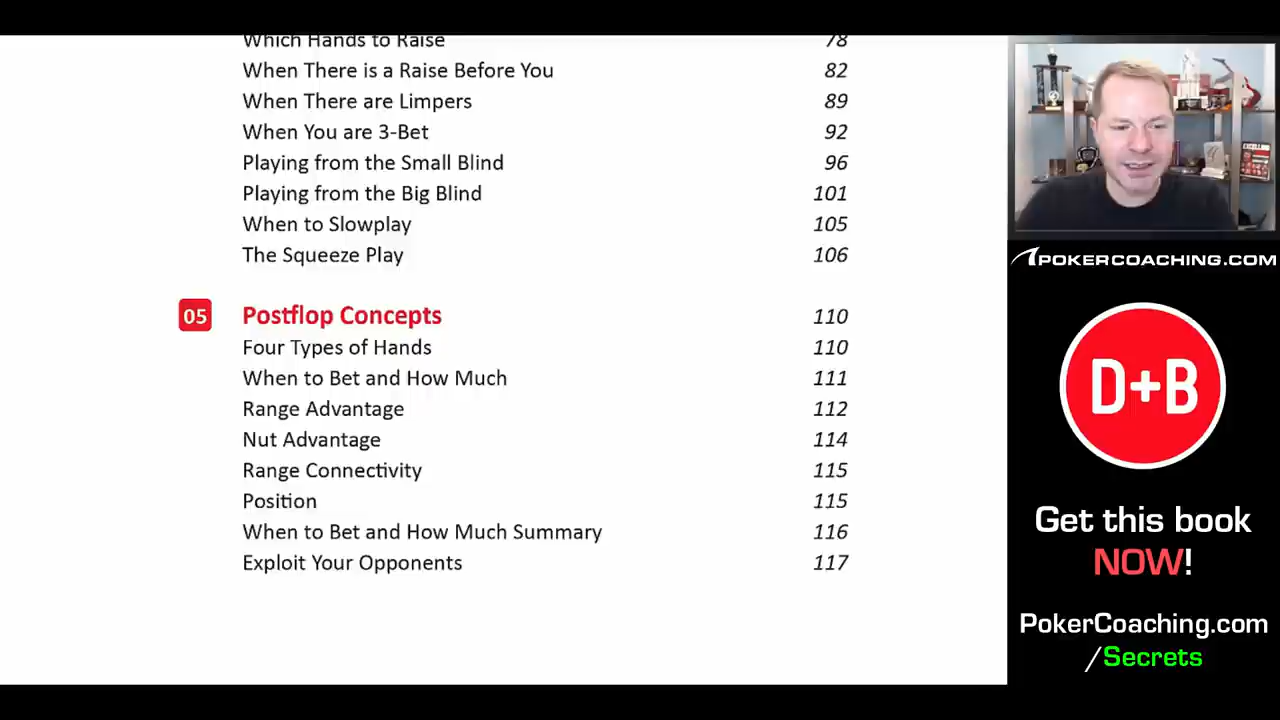 Which Hands to Raise 78
When There is a Raise Before You 82
When There are Limpers 89
When You are 3-Bet 92
Playing from the Small Blind 96
Playing from the Big Blind 101
When to Slowplay 105
The Squeeze Play 106
05 Postflop Concepts 110
Four Types of Hands 110
When to Bet and How Much 111
Range Advantage 112
Nut Advantage 114
Range Connectivity 115
Position 115
When to Bet and How Much Summary 116
Exploit Your Opponents 117
POKERCOACHING.COM
D+B
Get this book
NOW!
PokerCoaching.com
/Secrets